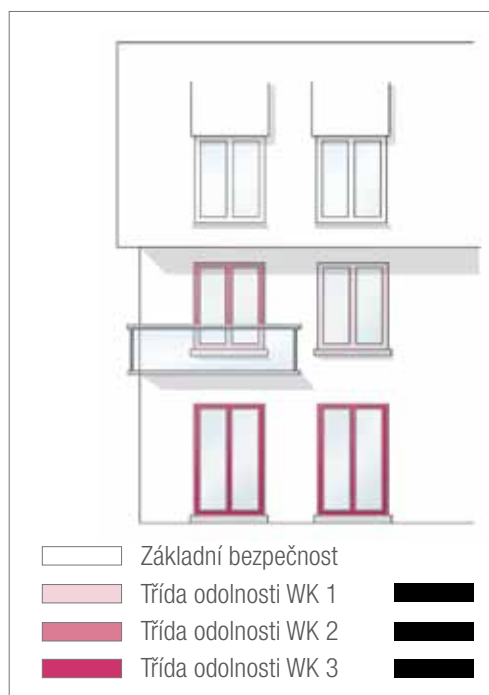 Základní bezpečnost
Třída odolnosti WK 1
Třída odolnosti WK 2
Třída odolnosti WK 3